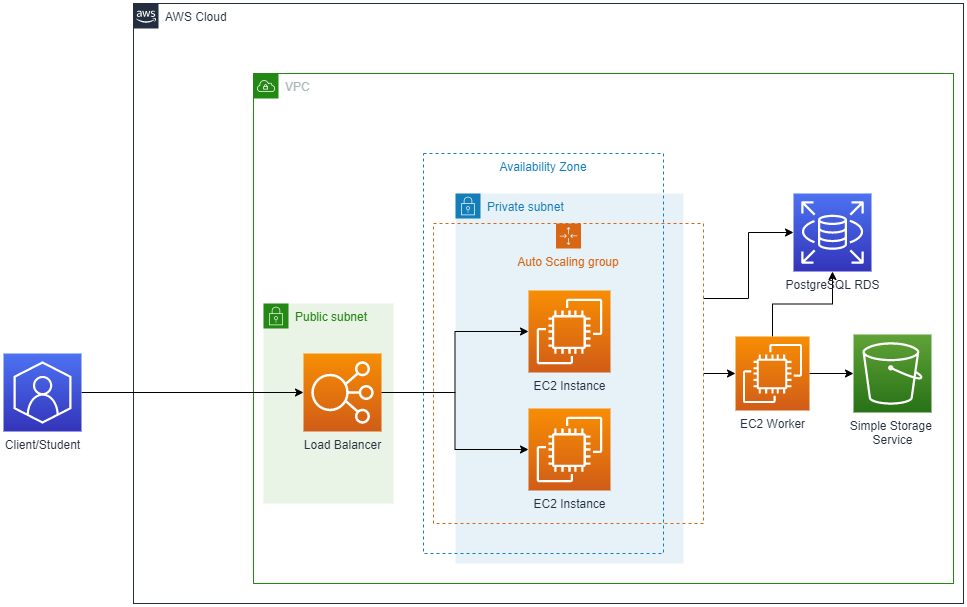 aws
AWS Cloud
VPC
Availability Zone
Private subnet
Auto Scaling group
PostgreSQL RDS
Public subnet
EC2 Instance
Client/Student
Load Balancer
EC2 Worker
Simple Storage
Service
EC2 Instance